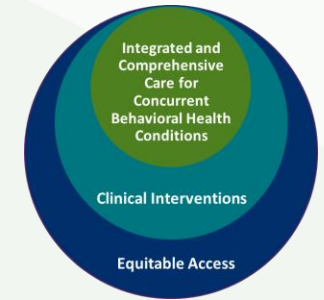 Integrated and
Comprehensive
Care for
Concurrent
Behavioral Health
Conditions
Clinical Interventions
Equitable Access